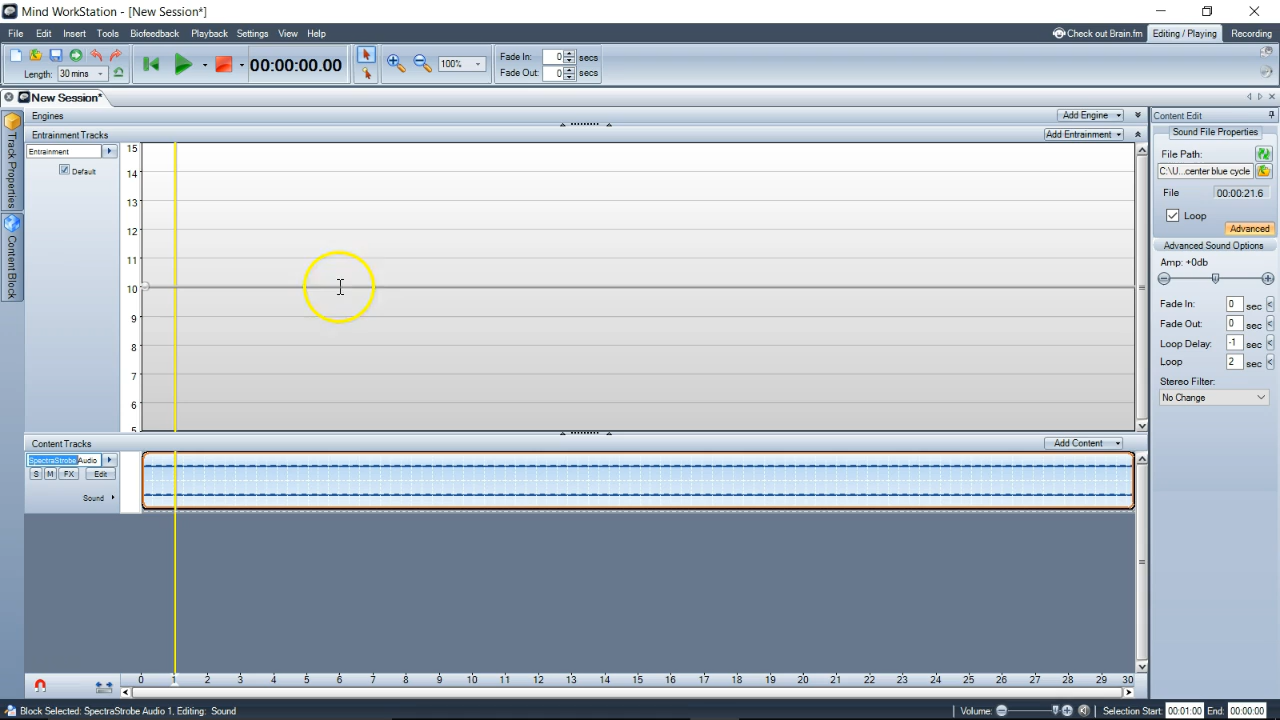 Mind WorkStation - [New Session*]
File Edit Insert Tools Biofeedback Playback Settings View Help
Check out Brain.fm Editing / Playing Recording
Length: 30 mins
00:00:00.00
100%
Fade In: 0 secs
Fade Out: 0 secs
New Session*
Engines
Add Engine
Entrainment Tracks
Add Entrainment
Track Properties
Content Block
Entrainment
Default
15
14
13
12
11
10
9
8
7
6
5
Content Tracks
Add Content
SpectraStrobe Audio
S M FX Edit
Sound
0 1 2 3 4 5 6 7 8 9 10 11 12 13 14 15 16 17 18 19 20 21 22 23 24 25 26 27 28 29 30
Content Edit
Sound File Properties
File Path:
C:\U...center blue cycle
File 00:00:21.6
Loop
Advanced
Advanced Sound Options
Amp: +0db
Fade In: 0 sec <
Fade Out: 0 sec <
Loop Delay: -1 sec <
Loop 2 sec <
Stereo Filter:
No Change
Block Selected: SpectraStrobe Audio 1, Editing: Sound
Volume:
Selection Start: 00:01:00 End: 00:00:00